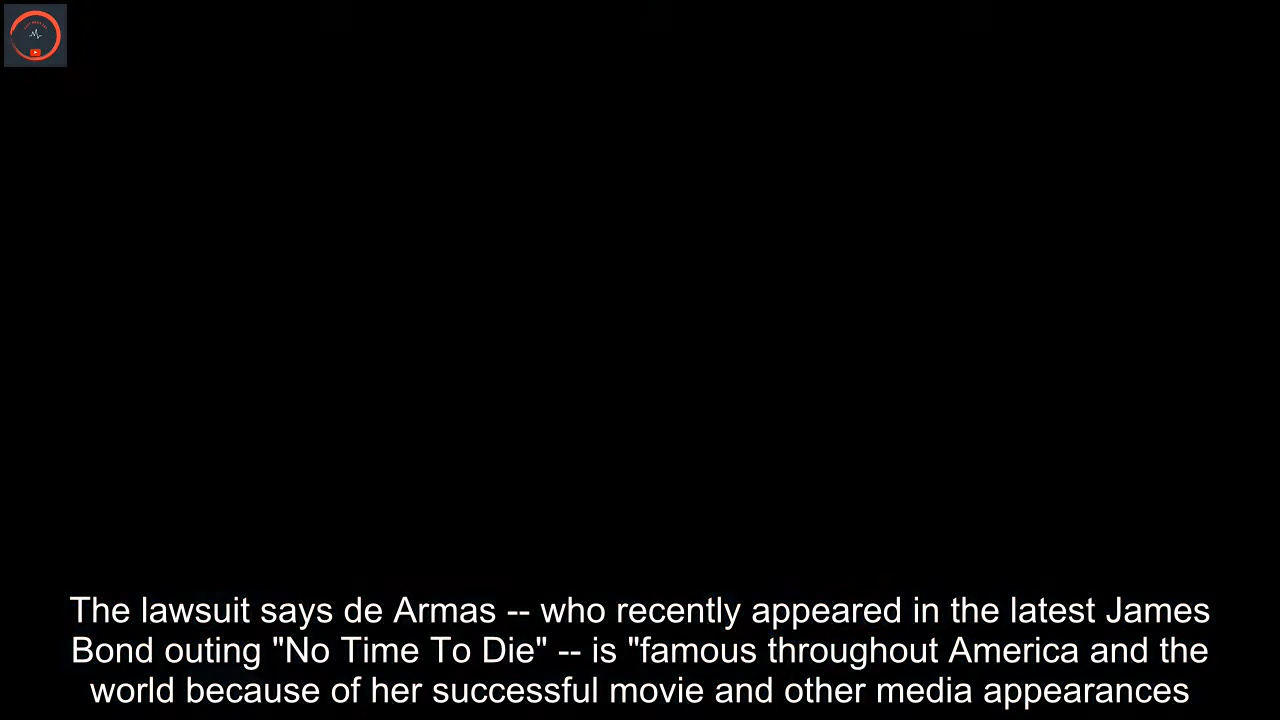 The lawsuit says de Armas -- who recently appeared in the latest James
Bond outing "No Time To Die" -- is "famous throughout America and the
world because of her successful movie and other media appearances